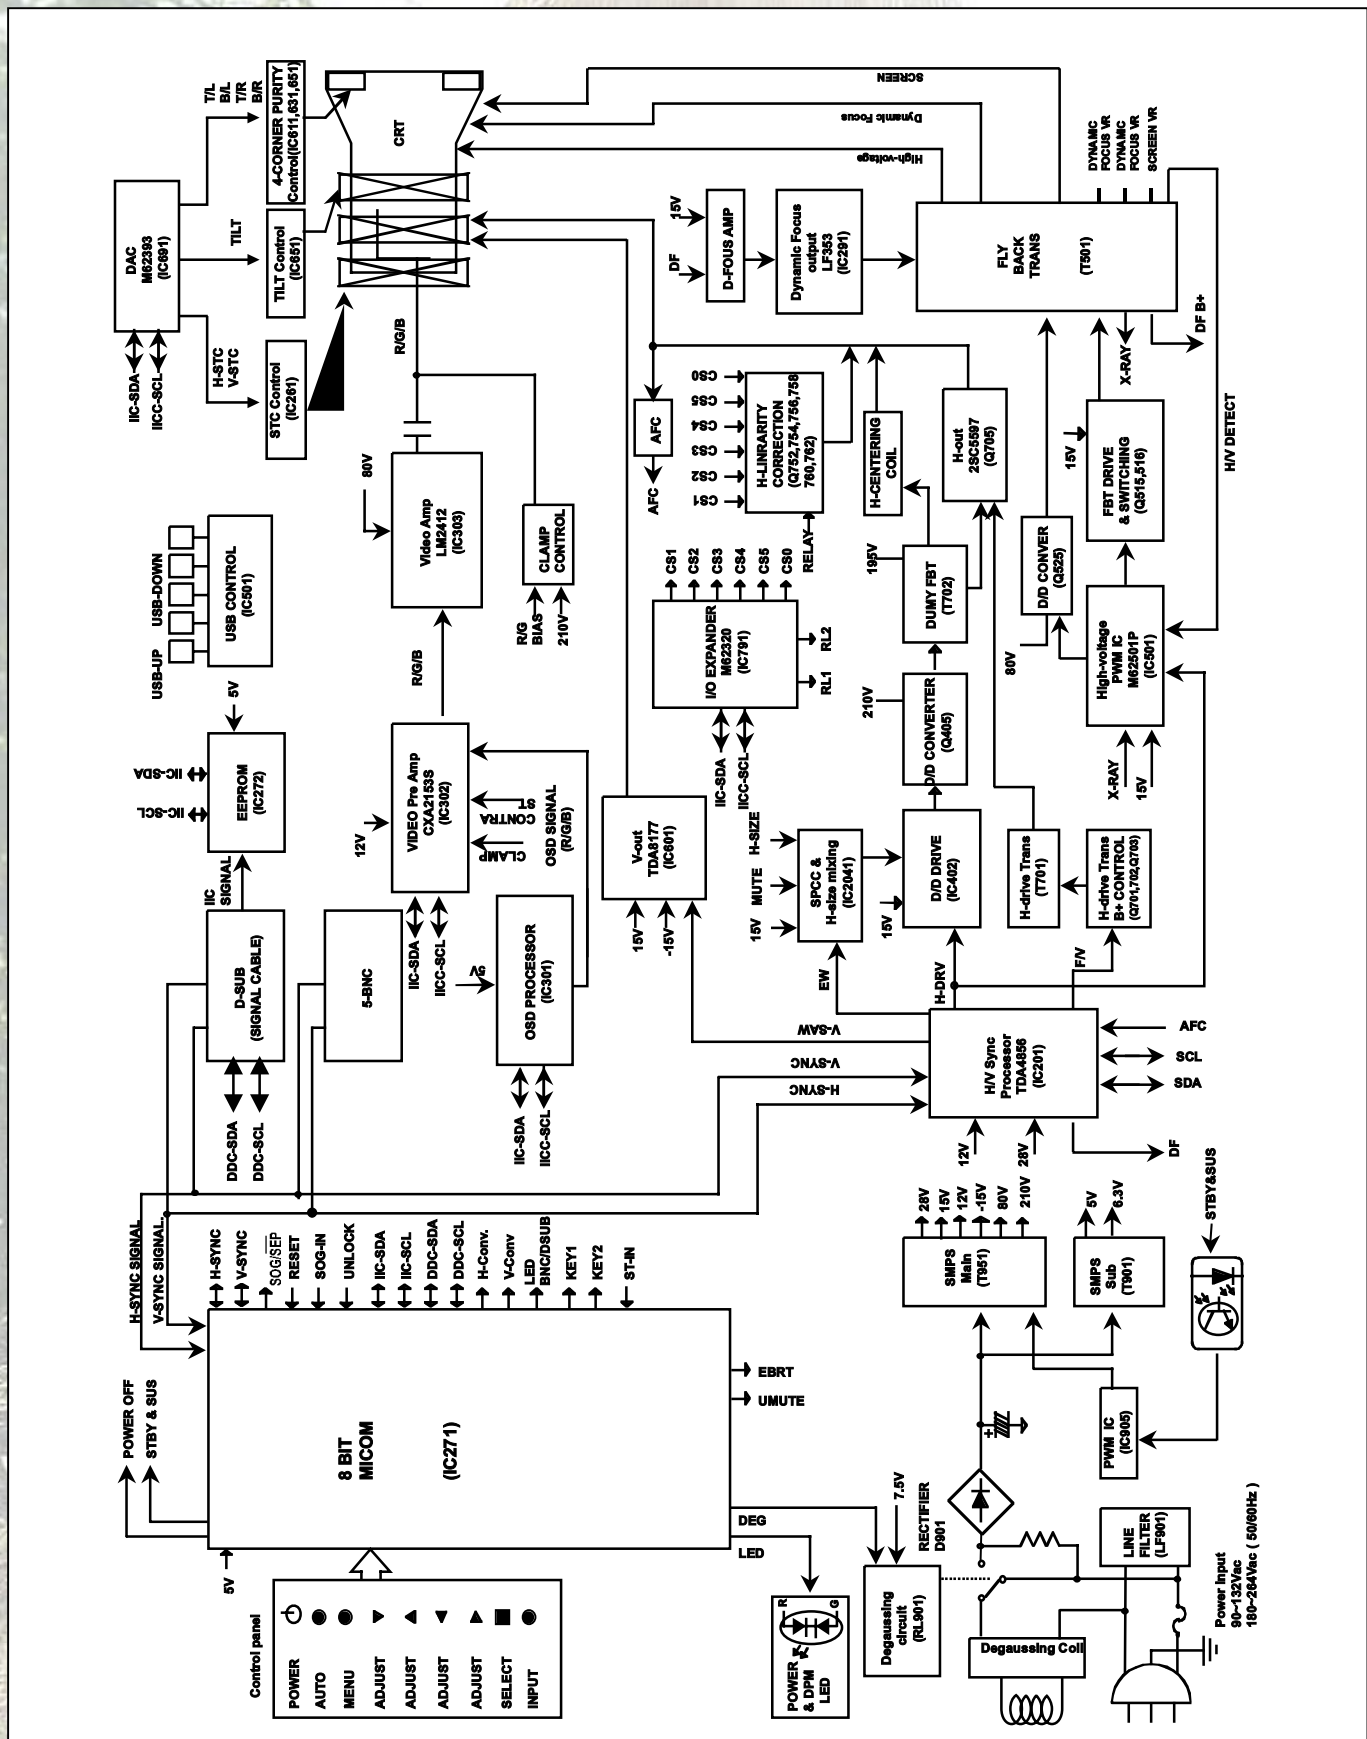 Control panel
POWER
AUTO
MENU
ADJUST
ADJUST
ADJUST
ADJUST
SELECT
INPUT
5V
POWER OFF
STBY & SUS
8 BIT
MICOM
(IC271)
H-SYNC SIGNAL
V-SYNC SIGNAL.
H-SYNC
V-SYNC
SOG/SEP
RESET
SOG-IN
UNLOCK
IIC-SDA
IIC-SCL
DDC-SDA
DDC-SCL
H-Conv.
V-Conv
LED
BNC/DSUB
KEY1
KEY2
ST-IN
EBRT
UMUTE
DEG
LED
POWER
& DPM
LED
R
G
Degaussing
circuit
(RL901)
7.5V
RECTIFIER
D901
+
Degaussing Coil
LINE
FILTER
(LF901)
Power Input
90~132Vac
180~264Vac ( 50/60Hz )
PWM IC
(IC905)
STBY&SUS
SMPS
Main
(T951)
28V
15V
12V
-15V
80V
210V
SMPS
Sub
(T901)
5V
6.3V
DDC-SDA
DDC-SCL
D-SUB
(SIGNAL CABLE)
IIC
SIGNAL
5-BNC
EEPROM
(IC272)
IIC-SCL
IIC-SDA
5V
USB-UP
USB-DOWN
USB CONTROL
(IC501)
IIC-SDA
IICC-SCL
OSD PROCESSOR
(IC301)
5V
OSD SIGNAL
(R/G/B)
IIC-SDA
IICC-SCL
VIDEO Pre Amp
CXA2153S
(IC302)
12V
CLAMP
CONTRA
ST
R/G/B
Video Amp
LM2412
(IC303)
80V
R/G
BIAS
210V
CLAMP
CONTROL
R/G/B
V-out
TDA8177
(IC601)
15V
-15V
V-SAW
V-SYNC
H-SYNC
H/V Sync
Processor
TDA4856
(IC201)
12V
28V
DF
AFC
SCL
SDA
EW
H-DRV
F/V
SPCC &
H-size mixing
(IC2041)
15V
MUTE
H-SIZE
D/D DRIVE
(IC402)
15V
H-drive Trans
(T701)
H-drive Trans
B+ CONTROL
(Q701,702,Q703)
D/D CONVERTER
(Q405)
210V
DUMY FBT
(T702)
195V
IIC-SDA
IICC-SCL
I/O EXPANDER
M62320
(IC791)
RL1
RL2
CS1
CS2
CS3
CS4
CS5
CS0
RELAY
CS1
CS2
CS3
CS4
CS5
CS0
H-LINRARITY
CORRECTION
(Q752,754,756,758
760,762)
H-CENTERING
COIL
H-out
2SC5597
(Q705)
AFC
AFC
X-RAY
15V
High-voltage
PWM IC
M62501P
(IC501)
80V
D/D CONVER
(Q525)
15V
FBT DRIVE
& SWITCHING
(Q515,516)
H/V DETECT
X-RAY
DF B+
FLY
BACK
TRANS
(T501)
DYNAMIC
FOCUS VR
DYNAMIC
FOCUS VR
SCREEN VR
DF
15V
D-FOUS AMP
Dynamic Focus
output
LF353
(IC291)
High-voltage
Dynamic Focus
SCREEN
CRT
IIC-SDA
IICC-SCL
DAC
M62393
(IC691)
H-STC
V-STC
TILT
T/L
B/L
T/R
B/R
STC Control
(IC261)
TILT Control
(IC651)
4-CORNER PURITY
Control(IC611,631,651)